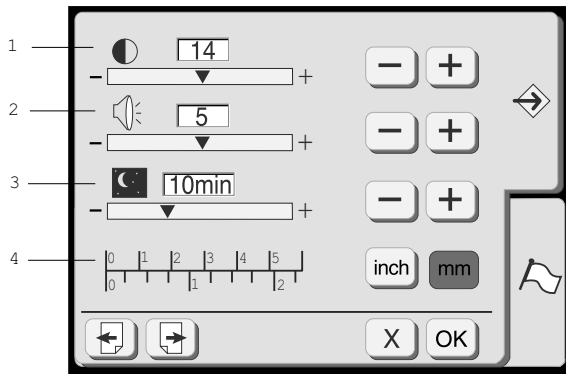 1 14
- +
- +
2 5
- +
- +
3 10min
- +
- +
4 0 1 2 3 4 5
0 1 2
inch mm
X OK